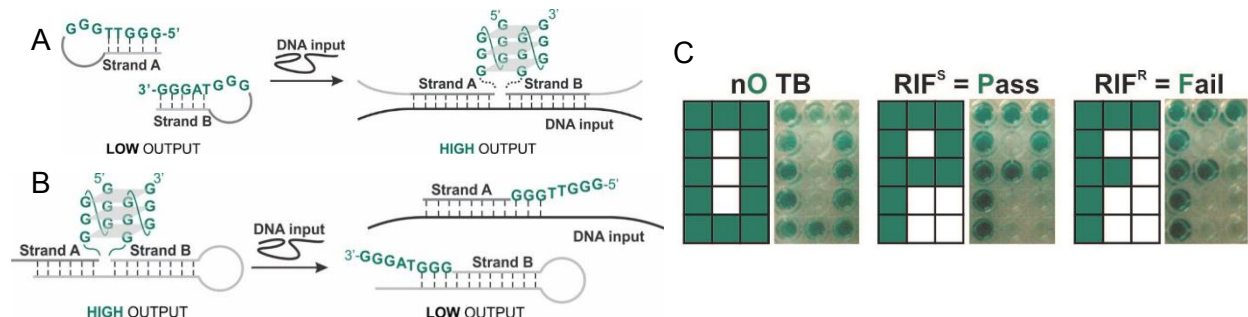 A
GGGTTGGG-5'
Strand A
3'-GGGATGGG
Strand B
LOW OUTPUT
DNA input
5' 3'
G G
G G G G
G G G G
G G
Strand A Strand B
DNA input
HIGH OUTPUT
B
5' 3'
G G
G G G G
G G G G
G G
Strand A Strand B
HIGH OUTPUT
DNA input
Strand A GGGTTGGG-5'
DNA input
3'-GGGATGGG Strand B
LOW OUTPUT
C
nO TB
RIFS = Pass
RIFR = Fail